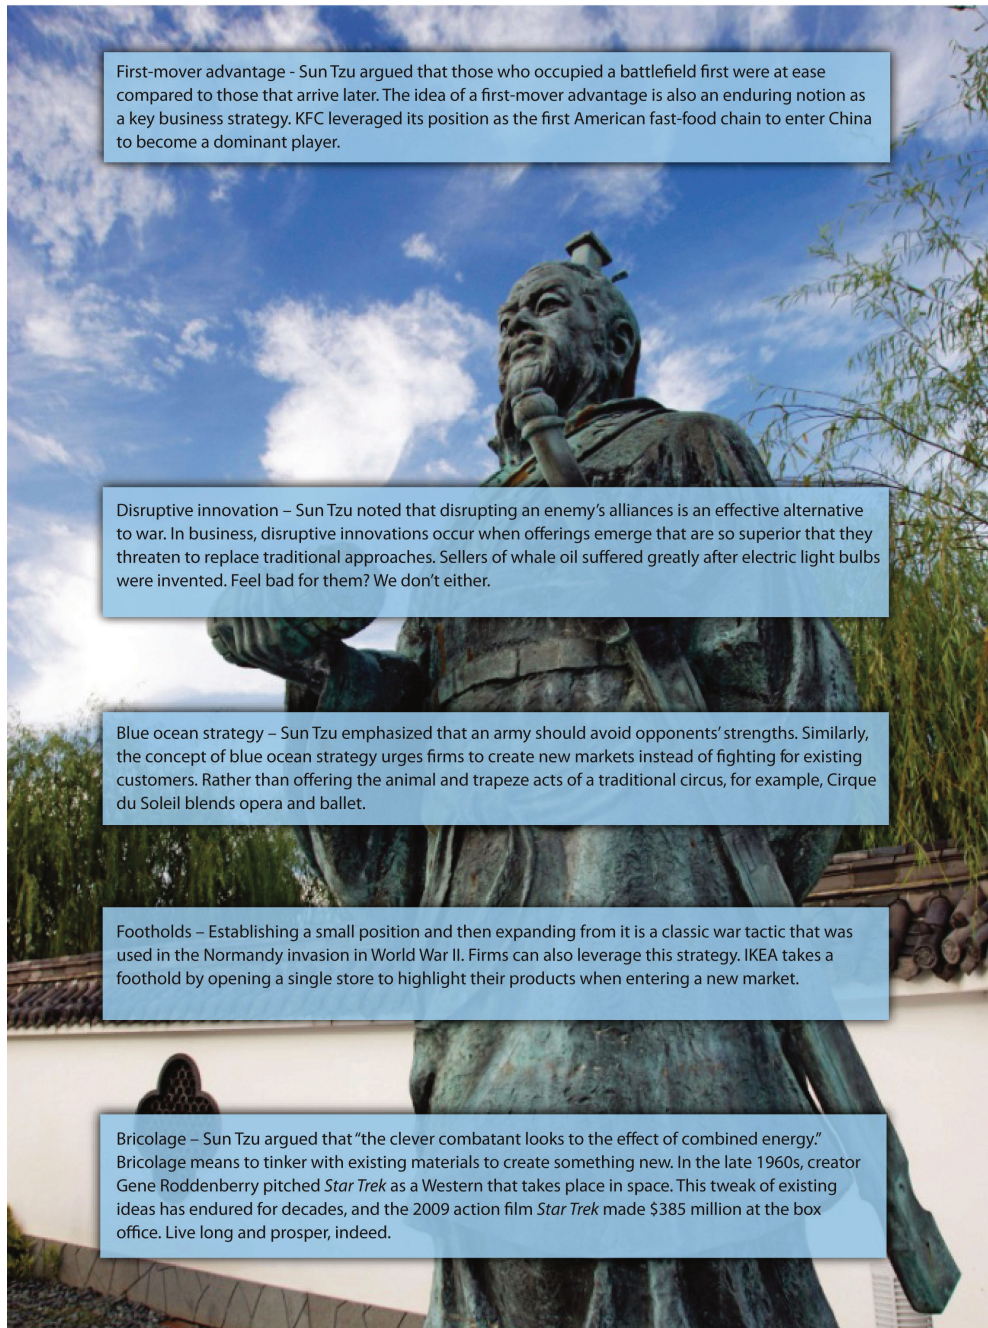 First-mover advantage - Sun Tzu argued that those who occupied a battlefield first were at ease
compared to those that arrive later. The idea of a first-mover advantage is also an enduring notion as
a key business strategy. KFC leveraged its position as the first American fast-food chain to enter China
to become a dominant player.
Disruptive innovation – Sun Tzu noted that disrupting an enemy’s alliances is an effective alternative
to war. In business, disruptive innovations occur when offerings emerge that are so superior that they
threaten to replace traditional approaches. Sellers of whale oil suffered greatly after electric light bulbs
were invented. Feel bad for them? We don’t either.
Blue ocean strategy – Sun Tzu emphasized that an army should avoid opponents’ strengths. Similarly,
the concept of blue ocean strategy urges firms to create new markets instead of fighting for existing
customers. Rather than offering the animal and trapeze acts of a traditional circus, for example, Cirque
du Soleil blends opera and ballet.
Footholds – Establishing a small position and then expanding from it is a classic war tactic that was
used in the Normandy invasion in World War II. Firms can also leverage this strategy. IKEA takes a
foothold by opening a single store to highlight their products when entering a new market.
Bricolage – Sun Tzu argued that “the clever combatant looks to the effect of combined energy.”
Bricolage means to tinker with existing materials to create something new. In the late 1960s, creator
Gene Roddenberry pitched Star Trek as a Western that takes place in space. This tweak of existing
ideas has endured for decades, and the 2009 action film Star Trek made $385 million at the box
office. Live long and prosper, indeed.